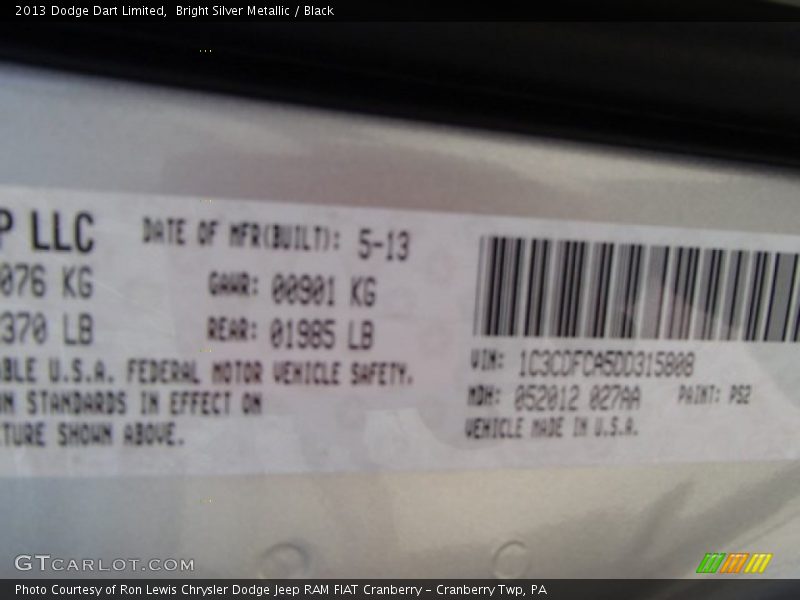 2013 Dodge Dart Limited,  Bright Silver Metallic / Black
P LLC DATE OF MFR(BUILT): 5-13
076 KG GAWR: 00901 KG
370 LB REAR: 01985 LB
ABLE U.S.A. FEDERAL MOTOR VEHICLE SAFETY.
ON STANDARDS IN EFFECT ON
CTURE SHOWN ABOVE.
VIN: 1C3CDFCA5DD315808
MDH: 052012 027AA PAINT: PS2
VEHICLE MADE IN U.S.A.
GTCARLOT.COM
Photo Courtesy of Ron Lewis Chrysler Dodge Jeep RAM FIAT Cranberry – Cranberry Twp, PA